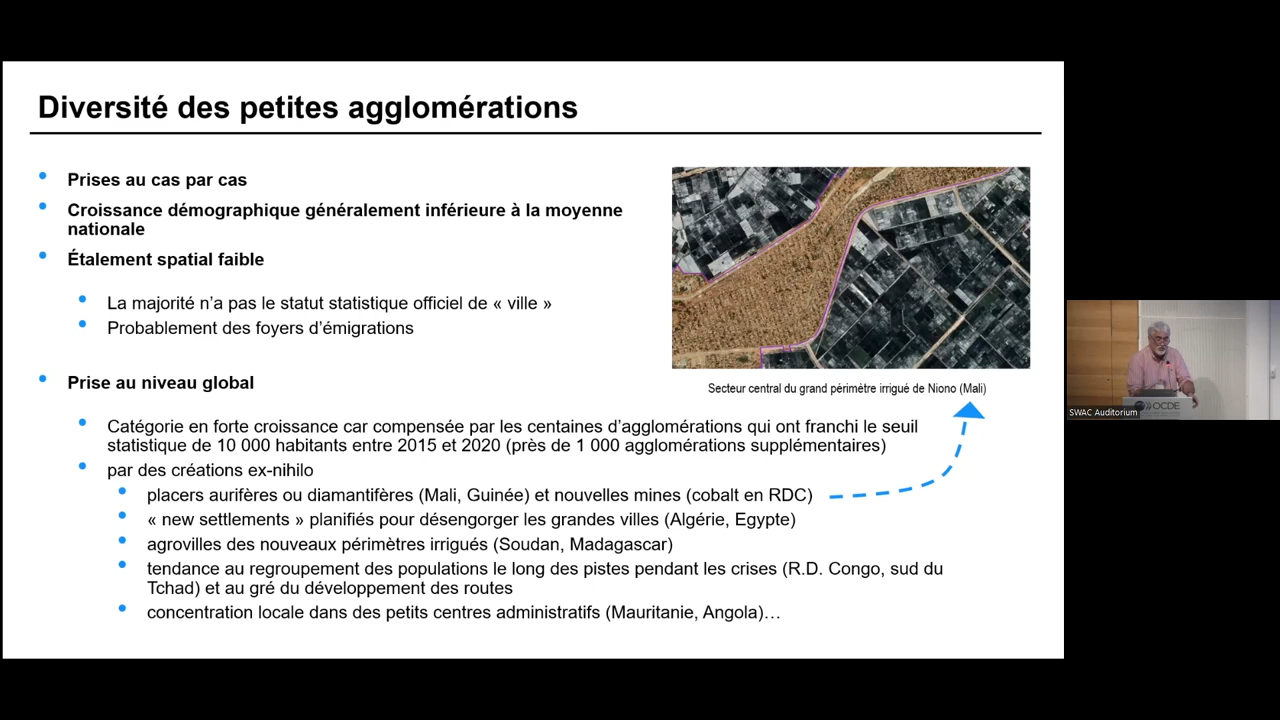 Diversité des petites agglomérations
Prises au cas par cas
Croissance démographique généralement inférieure à la moyenne
nationale
Étalement spatial faible
La majorité n'a pas le statut statistique officiel de « ville »
Probablement des foyers d'émigrations
Prise au niveau global
Catégorie en forte croissance car compensée par les centaines d'agglomérations qui ont franchi le seuil
statistique de 10 000 habitants entre 2015 et 2020 (près de 1 000 agglomérations supplémentaires)
par des créations ex-nihilo
placers aurifères ou diamantifères (Mali, Guinée) et nouvelles mines (cobalt en RDC)
« new settlements » planifiés pour désengorger les grandes villes (Algérie, Egypte)
agrovilles des nouveaux périmètres irrigués (Soudan, Madagascar)
tendance au regroupement des populations le long des pistes pendant les crises (R.D. Congo, sud du
Tchad) et au gré du développement des routes
concentration locale dans des petits centres administratifs (Mauritanie, Angola)…
Secteur central du grand périmètre irrigué de Niono (Mali)
OCDE
SWAC Auditorium